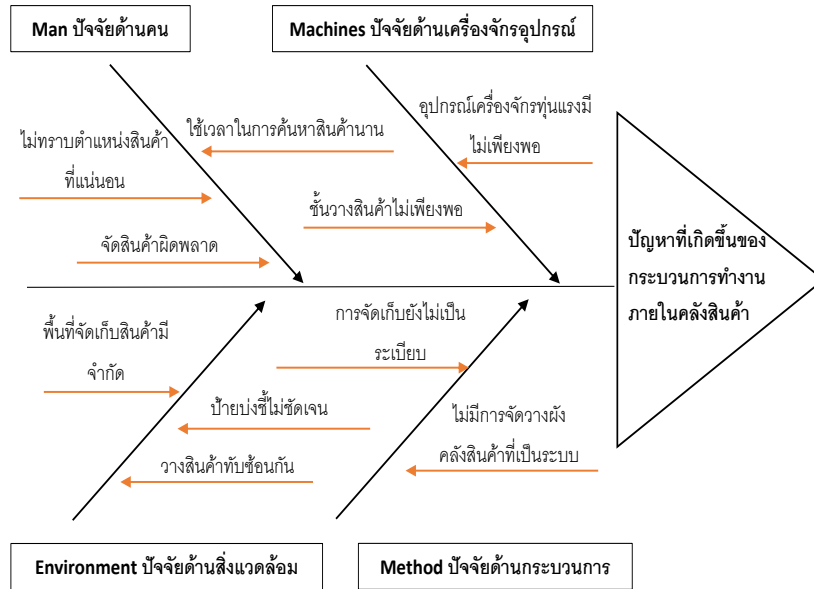 Man ปัจจัยด้านคน
Machines ปัจจัยด้านเครื่องจักรอุปกรณ์
ไม่ทราบตำแหน่งสินค้า
ที่แน่นอน
ใช้เวลาในการค้นหาสินค้านาน
จัดสินค้าผิดพลาด
อุปกรณ์เครื่องจักรทุ่นแรงมี
ไม่เพียงพอ
ชั้นวางสินค้าไม่เพียงพอ
ปัญหาที่เกิดขึ้นของ
กระบวนการทำงาน
ภายในคลังสินค้า
พื้นที่จัดเก็บสินค้ามี
จำกัด
ป้ายบ่งชี้ไม่ชัดเจน
วางสินค้าทับซ้อนกัน
การจัดเก็บยังไม่เป็น
ระเบียบ
ไม่มีการจัดวางผัง
คลังสินค้าที่เป็นระบบ
Environment ปัจจัยด้านสิ่งแวดล้อม
Method ปัจจัยด้านกระบวนการ